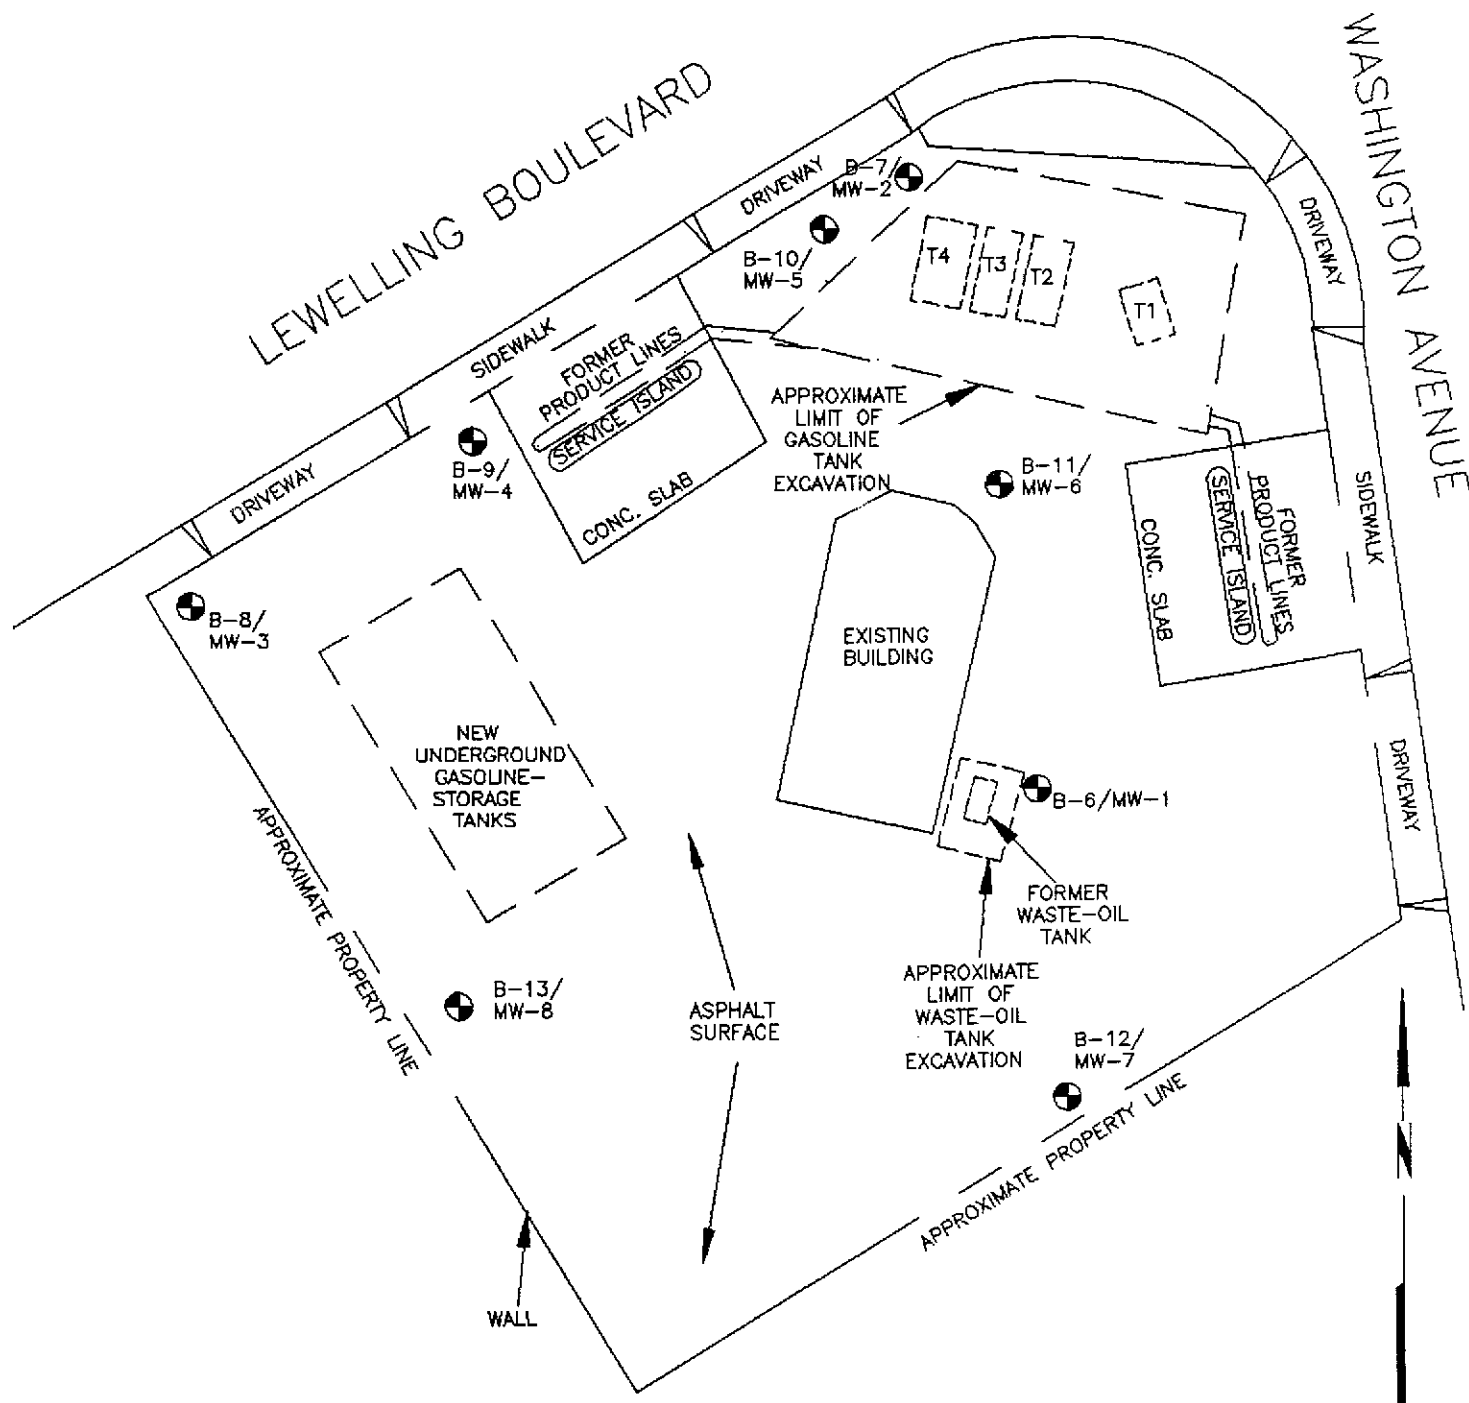 LEWELLING BOULEVARD
WASHINGTON AVENUE
DRIVEWAY
B-7/
MW-2
DRIVEWAY
B-10/
MW-5
T4
T3
T2
T1
SIDEWALK
FORMER
PRODUCT LINES
SERVICE ISLAND
CONC. SLAB
APPROXIMATE
LIMIT OF
GASOLINE
TANK
EXCAVATION
B-9/
MW-4
DRIVEWAY
B-11/
MW-6
SIDEWALK
FORMER
PRODUCT LINES
SERVICE ISLAND
CONC. SLAB
B-8/
MW-3
EXISTING
BUILDING
NEW
UNDERGROUND
GASOLINE-
STORAGE
TANKS
DRIVEWAY
B-6/MW-1
APPROXIMATE PROPERTY LINE
FORMER
WASTE-OIL
TANK
B-13/
MW-8
ASPHALT
SURFACE
APPROXIMATE
LIMIT OF
WASTE-OIL
TANK
EXCAVATION
B-12/
MW-7
APPROXIMATE PROPERTY LINE
N
WALL